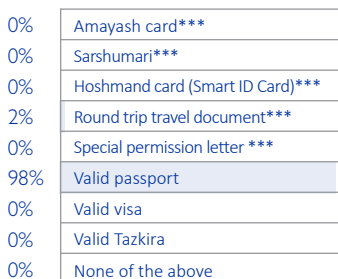 0% Amayash card***
0% Sarshumari***
0% Hoshmand card (Smart ID Card)***
2% Round trip travel document***
0% Special permission letter ***
98% Valid passport
0% Valid visa
0% Valid Tazkira
0% None of the above